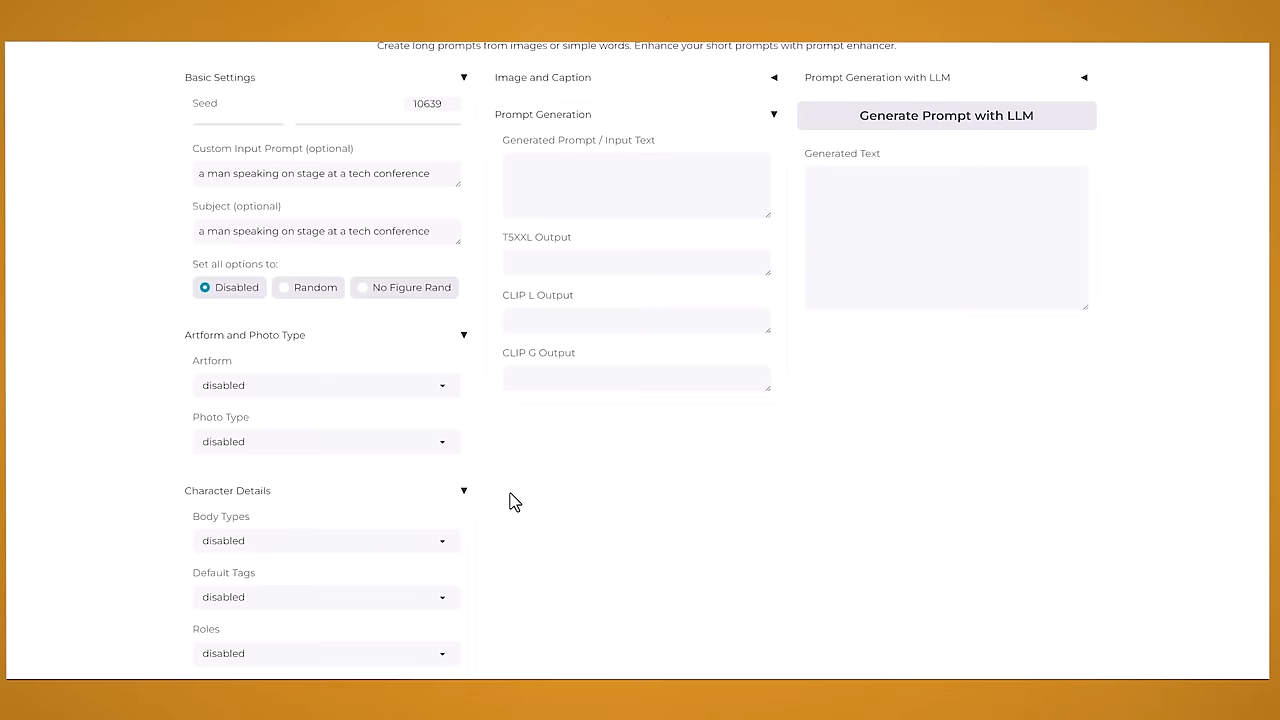 Create long prompts from images or simple words. Enhance your short prompts with prompt enhancer.
Basic Settings
Seed
10639
Custom Input Prompt (optional)
a man speaking on stage at a tech conference
Subject (optional)
a man speaking on stage at a tech conference
Set all options to:
Disabled
Random
No Figure Rand
Artform and Photo Type
Artform
disabled
Photo Type
disabled
Character Details
Body Types
disabled
Default Tags
disabled
Roles
disabled
Image and Caption
Prompt Generation
Generated Prompt / Input Text
T5XXL Output
CLIP L Output
CLIP G Output
Prompt Generation with LLM
Generate Prompt with LLM
Generated Text